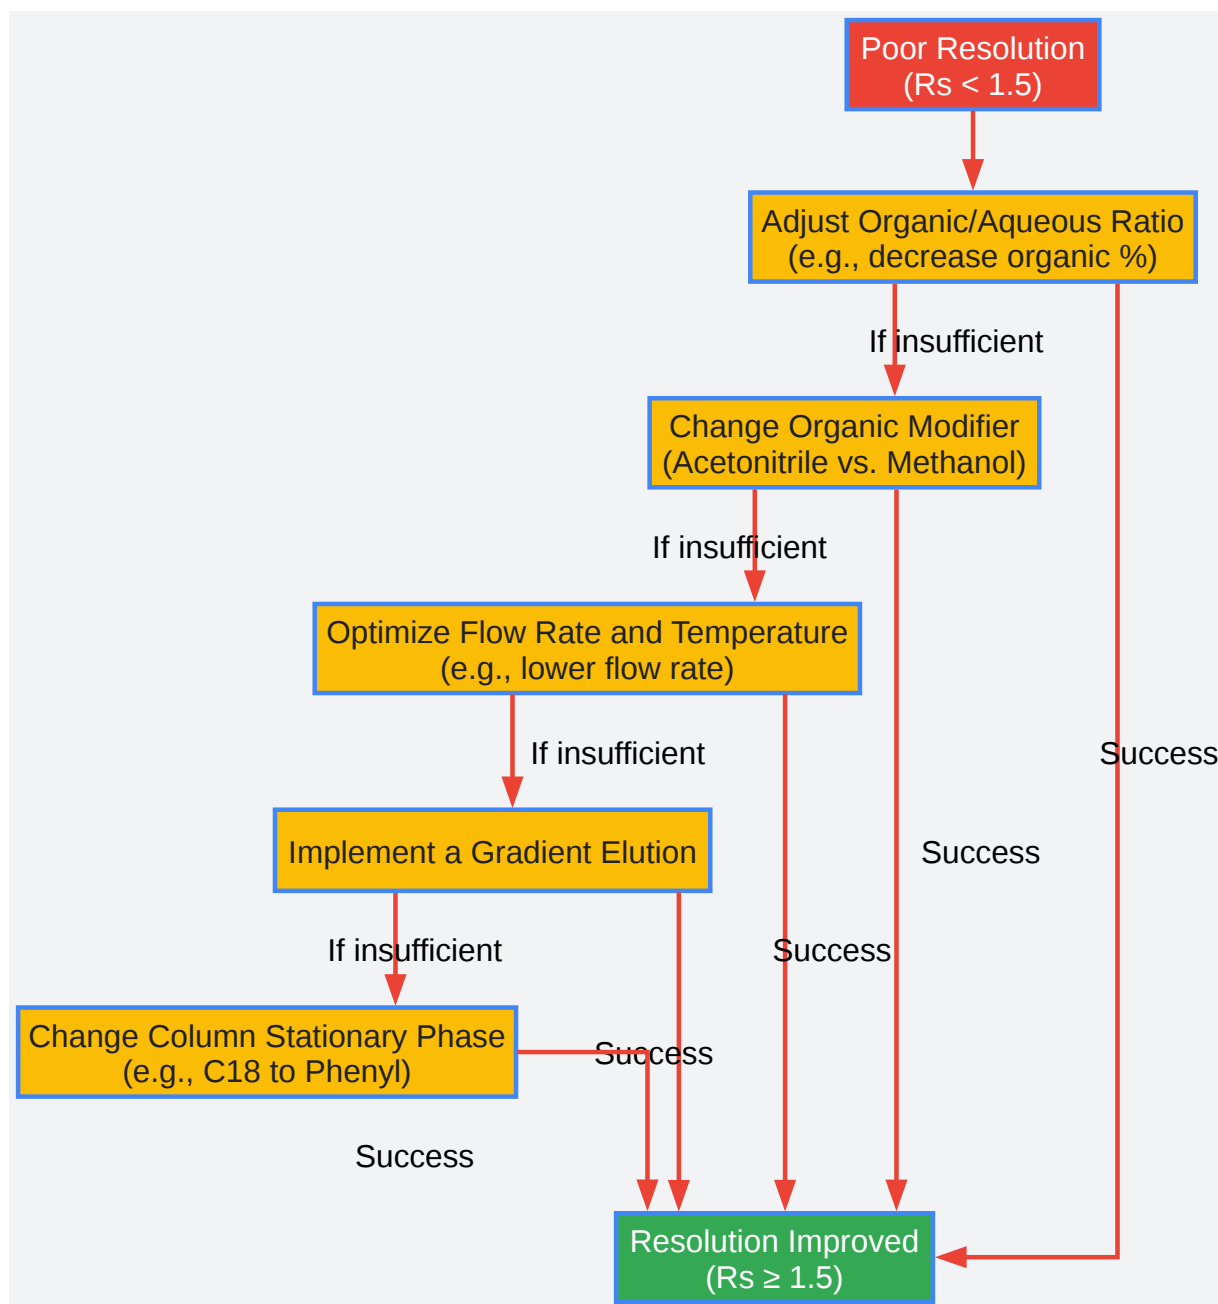 Poor Resolution
(Rs < 1.5)
Adjust Organic/Aqueous Ratio
(e.g., decrease organic %)
If insufficient
Change Organic Modifier
(Acetonitrile vs. Methanol)
If insufficient
Optimize Flow Rate and Temperature
(e.g., lower flow rate)
If insufficient
Success
Implement a Gradient Elution
Success
If insufficient
Success
Change Column Stationary Phase
(e.g., C18 to Phenyl)
Success
Success
Resolution Improved
(Rs ≥ 1.5)